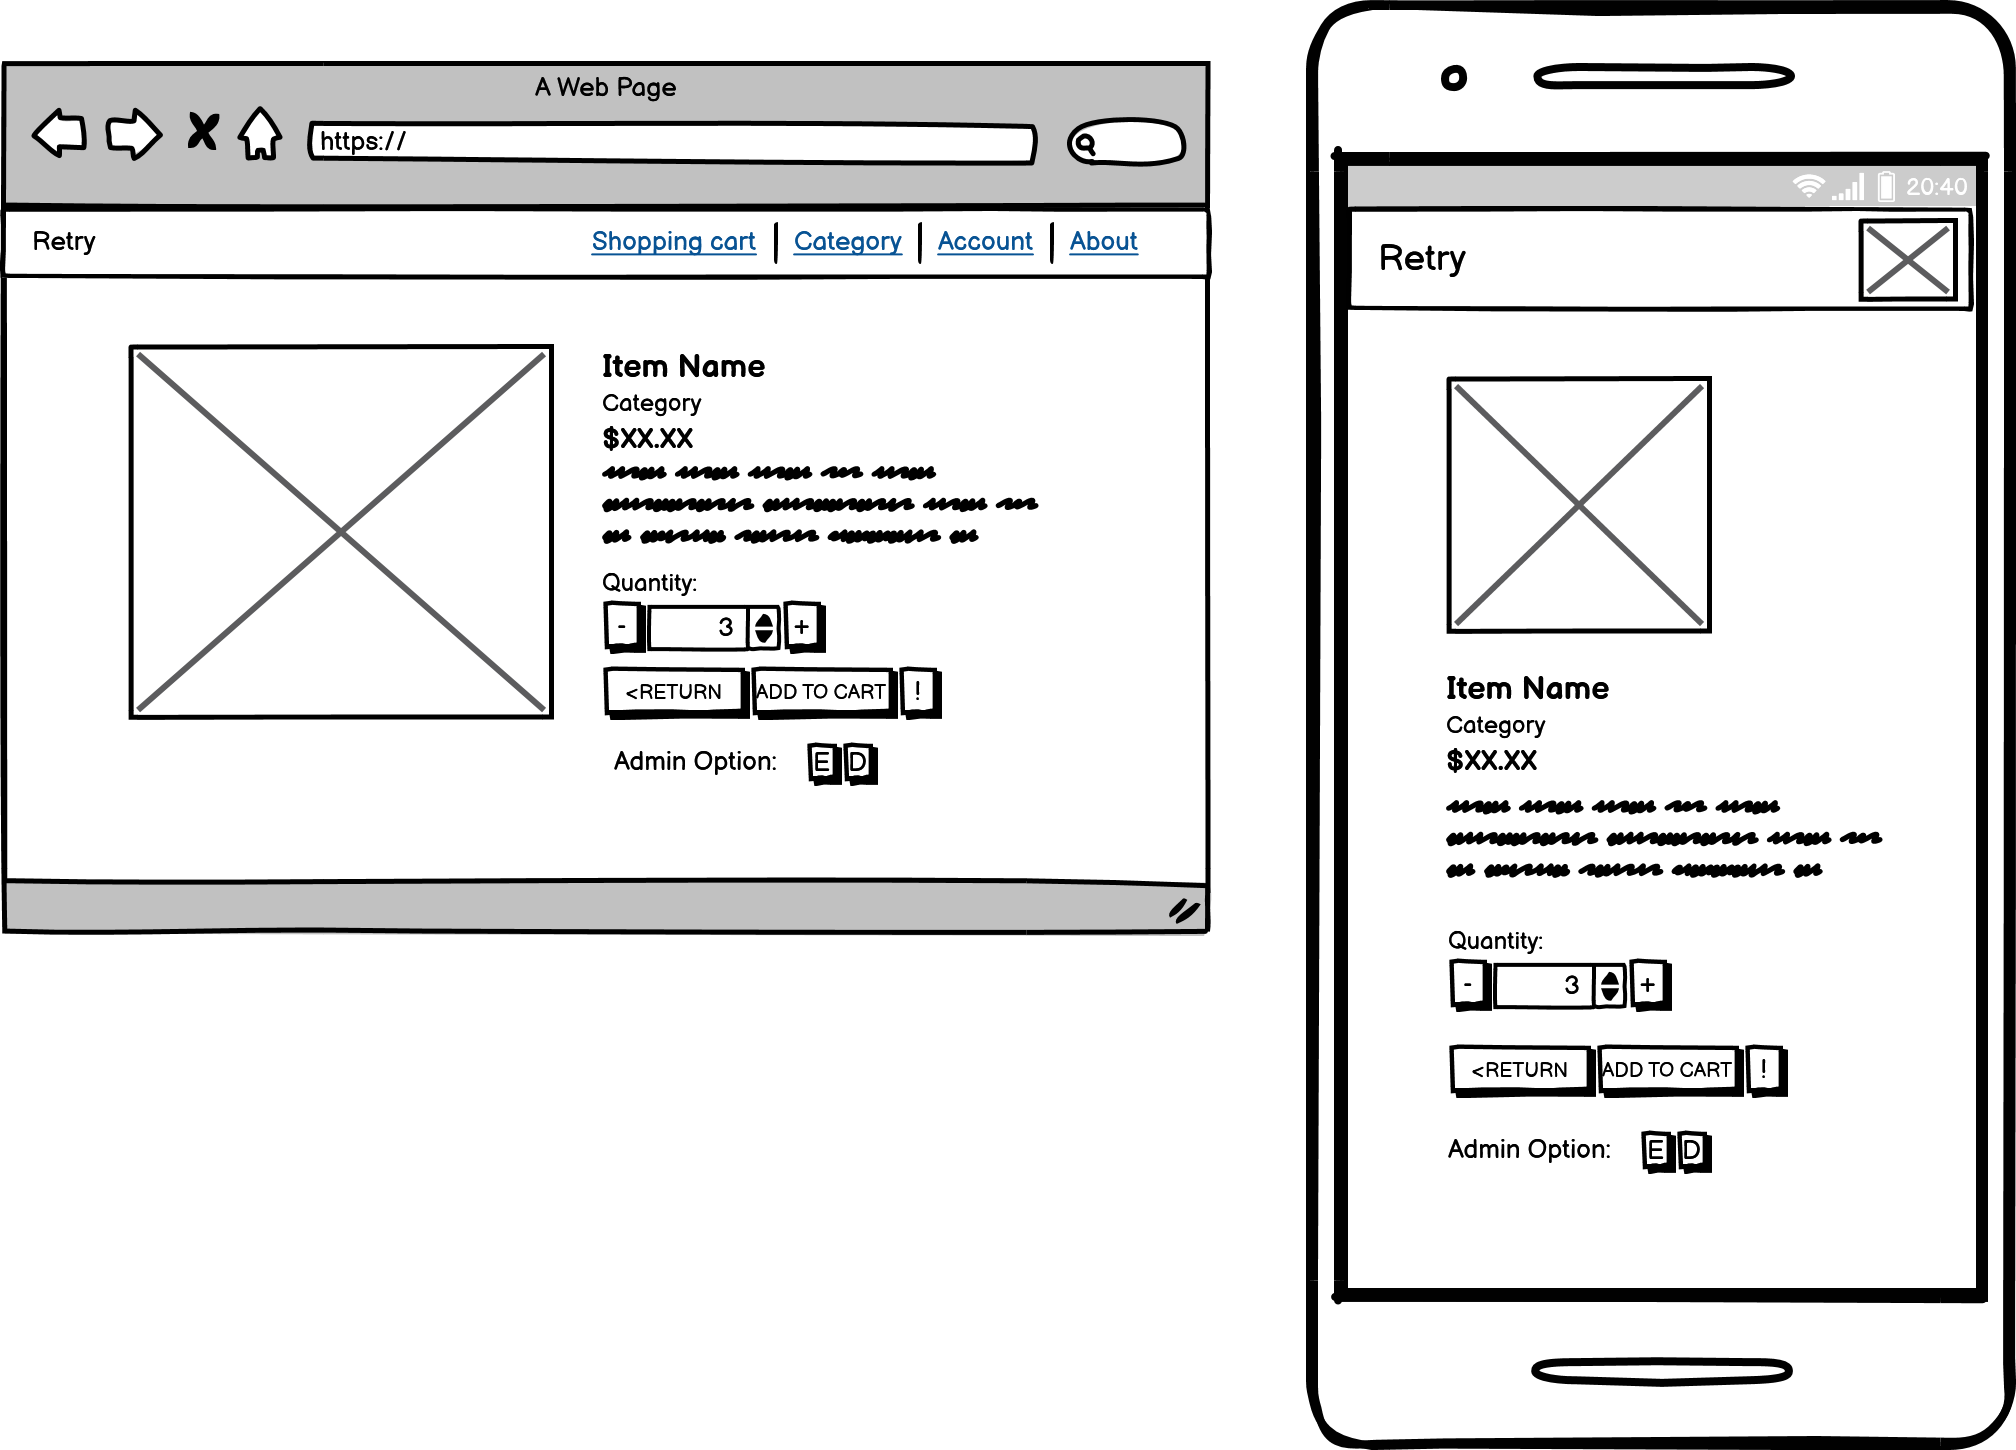 A Web Page
https://
Retry
Shopping cart | Category | Account | About
Item Name
Category
$XX.XX
Quantity:
- 3 +
<RETURN ADD TO CART !
Admin Option: E D
20:40
Retry
Item Name
Category
$XX.XX
Quantity:
- 3 +
<RETURN ADD TO CART !
Admin Option: E D